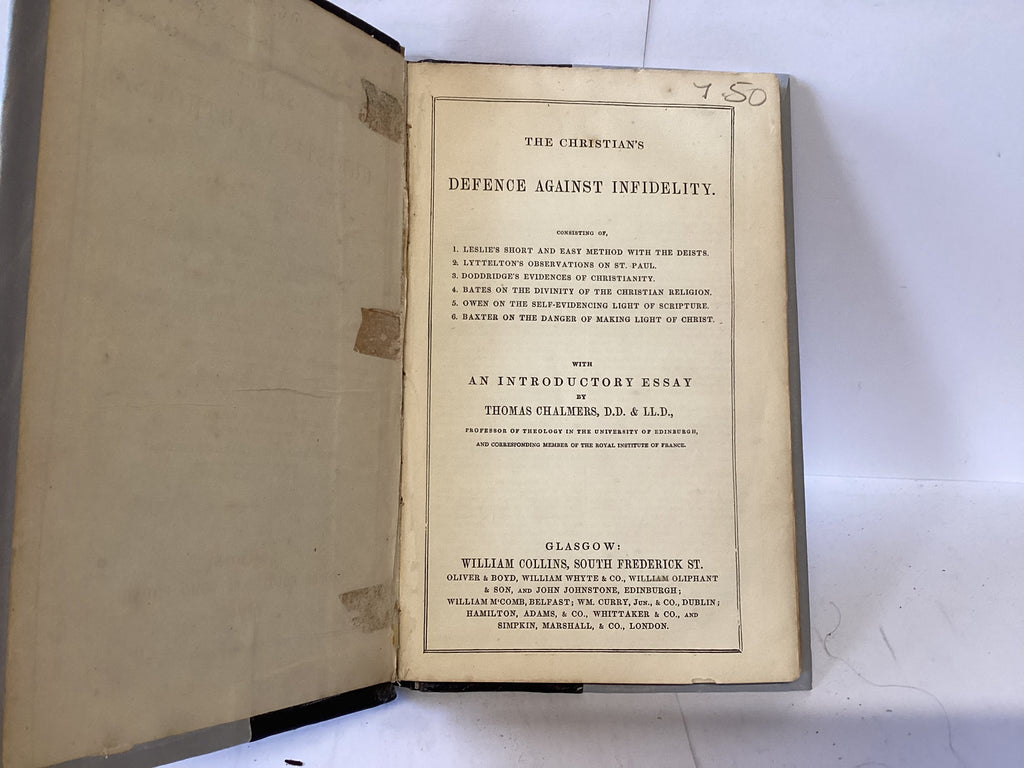 7.50
THE CHRISTIAN'S
DEFENCE AGAINST INFIDELITY.
CONSISTING OF,
1. LESLIE'S SHORT AND EASY METHOD WITH THE DEISTS.
2. LYTTELTON'S OBSERVATIONS ON ST. PAUL.
3. DODDRIDGE'S EVIDENCES OF CHRISTIANITY.
4. BATES ON THE DIVINITY OF THE CHRISTIAN RELIGION.
5. OWEN ON THE SELF-EVIDENCING LIGHT OF SCRIPTURE.
6. BAXTER ON THE DANGER OF MAKING LIGHT OF CHRIST.
WITH
AN INTRODUCTORY ESSAY
BY
THOMAS CHALMERS, D.D. & LL.D.,
PROFESSOR OF THEOLOGY IN THE UNIVERSITY OF EDINBURGH,
AND CORRESPONDING MEMBER OF THE ROYAL INSTITUTE OF FRANCE.
GLASGOW:
WILLIAM COLLINS, SOUTH FREDERICK ST.
OLIVER & BOYD, WILLIAM WHYTE & CO., WILLIAM OLIPHANT
& SON, AND JOHN JOHNSTONE, EDINBURGH;
WILLIAM M'COMB, BELFAST; WM. CURRY, JUN., & CO., DUBLIN;
HAMILTON, ADAMS, & CO., WHITTAKER & CO., AND
SIMPKIN, MARSHALL, & CO., LONDON.